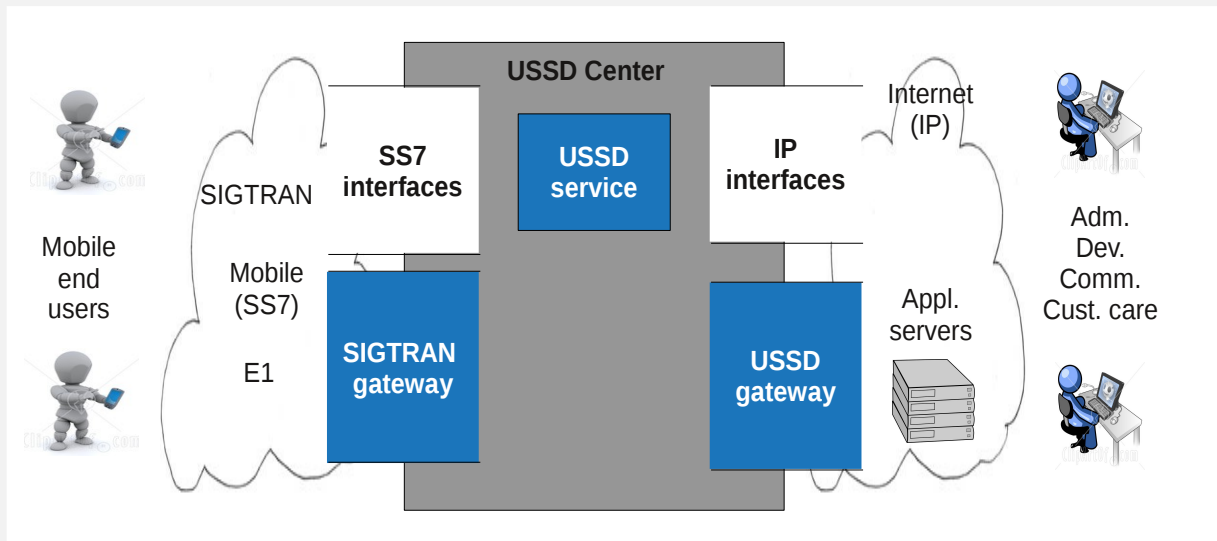 USSD Center
SS7
interfaces
USSD
service
IP
interfaces
Internet
(IP)
SIGTRAN
Mobile
end
users
Mobile
(SS7)
E1
SIGTRAN
gateway
USSD
gateway
Appl.
servers
Adm.
Dev.
Comm.
Cust. care